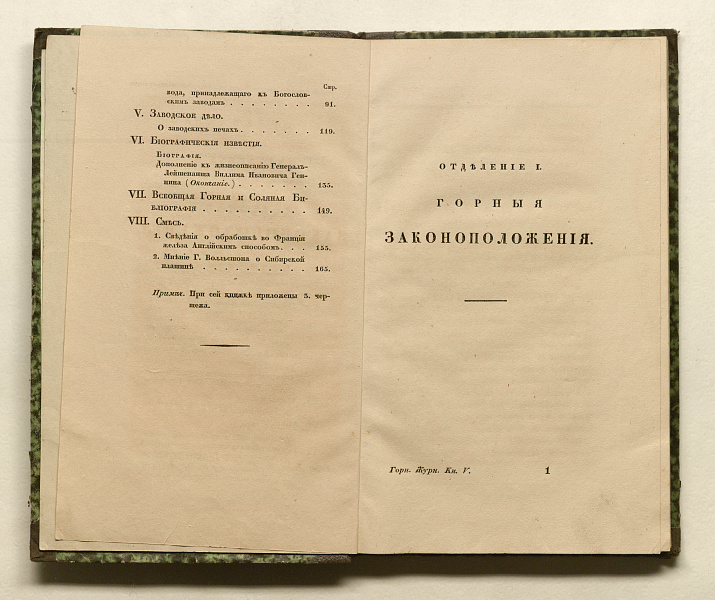 Стр.
вода, принадлежащаго къ Богослов-
скимъ заводамъ . . . . . . . . 91.
V. Заводское дѣло.
О заводскихъ печахъ. . . . . . . 119.
VI. Біографическія извѣстія.
Біографія.
Дополненіе къ жизнеописанію Генералъ-
Лейтенанта Виллима Ивановича Ген-
нина (Окончаніе.) . . . . . . . 135.
VII. Всеобщая Горная и Соляная Би-
бліографія . . . . . . . . . . 149.
VIII. Смѣсь.
1. Свѣденія о обработкѣ во Франціи
желѣза Англійскимъ способомъ. . . 155.
2. Мнѣніе Г. Волластона о Сибирской
платинѣ . . . . . . . . . . 165.
Примѣч. При сей книжкѣ приложены 3. чер-
тежа.
ОТДѢЛЕНІЕ I.
ГОРНЫЯ
ЗАКОНОПОЛОЖЕНІЯ.
Горн. Журн. Кн. V. 1